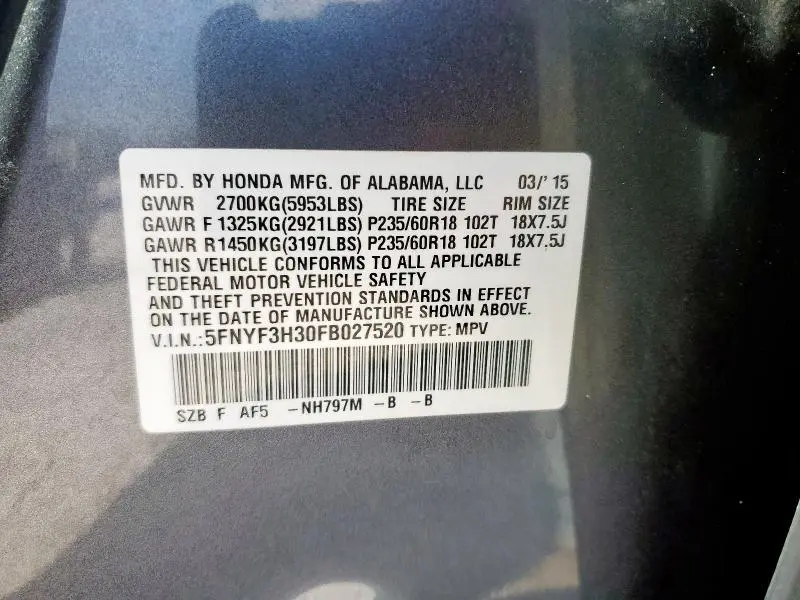 MFD. BY HONDA MFG. OF ALABAMA, LLC 03/'15
GVWR 2700KG(5953LBS) TIRE SIZE RIM SIZE
GAWR F 1325KG(2921LBS) P235/60R18 102T 18X7.5J
GAWR R1450KG(3197LBS) P235/60R18 102T 18X7.5J
THIS VEHICLE CONFORMS TO ALL APPLICABLE
FEDERAL MOTOR VEHICLE SAFETY
AND THEFT PREVENTION STANDARDS IN EFFECT
ON THE DATE OF MANUFACTURE SHOWN ABOVE.
V.I.N.:5FNYF3H30FB027520 TYPE: MPV
SZB F AF5 -NH797M -B -B